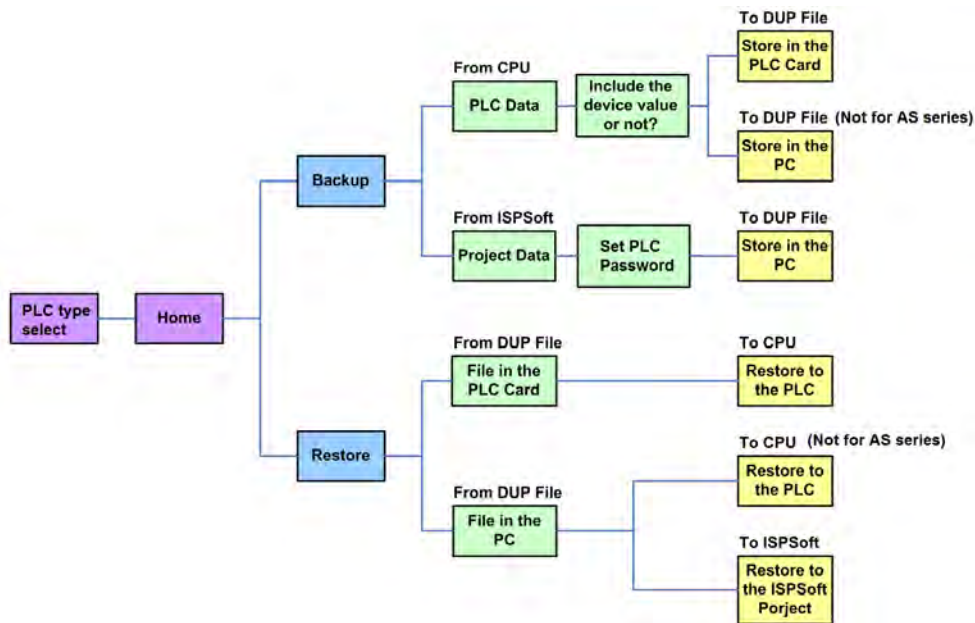 To DUP File
Store in the
PLC Card
From CPU
PLC Data
Include the
device value
or not?
To DUP File (Not for AS series)
Store in the
PC
Backup
From ISPSoft
Project Data
Set PLC
Password
To DUP File
Store in the
PC
PLC type
select
Home
From DUP File
File in the
PLC Card
To CPU
Restore to
the PLC
Restore
To CPU (Not for AS series)
Restore to
the PLC
From DUP File
File in the
PC
To ISPSoft
Restore to
the ISPSoft
Porject